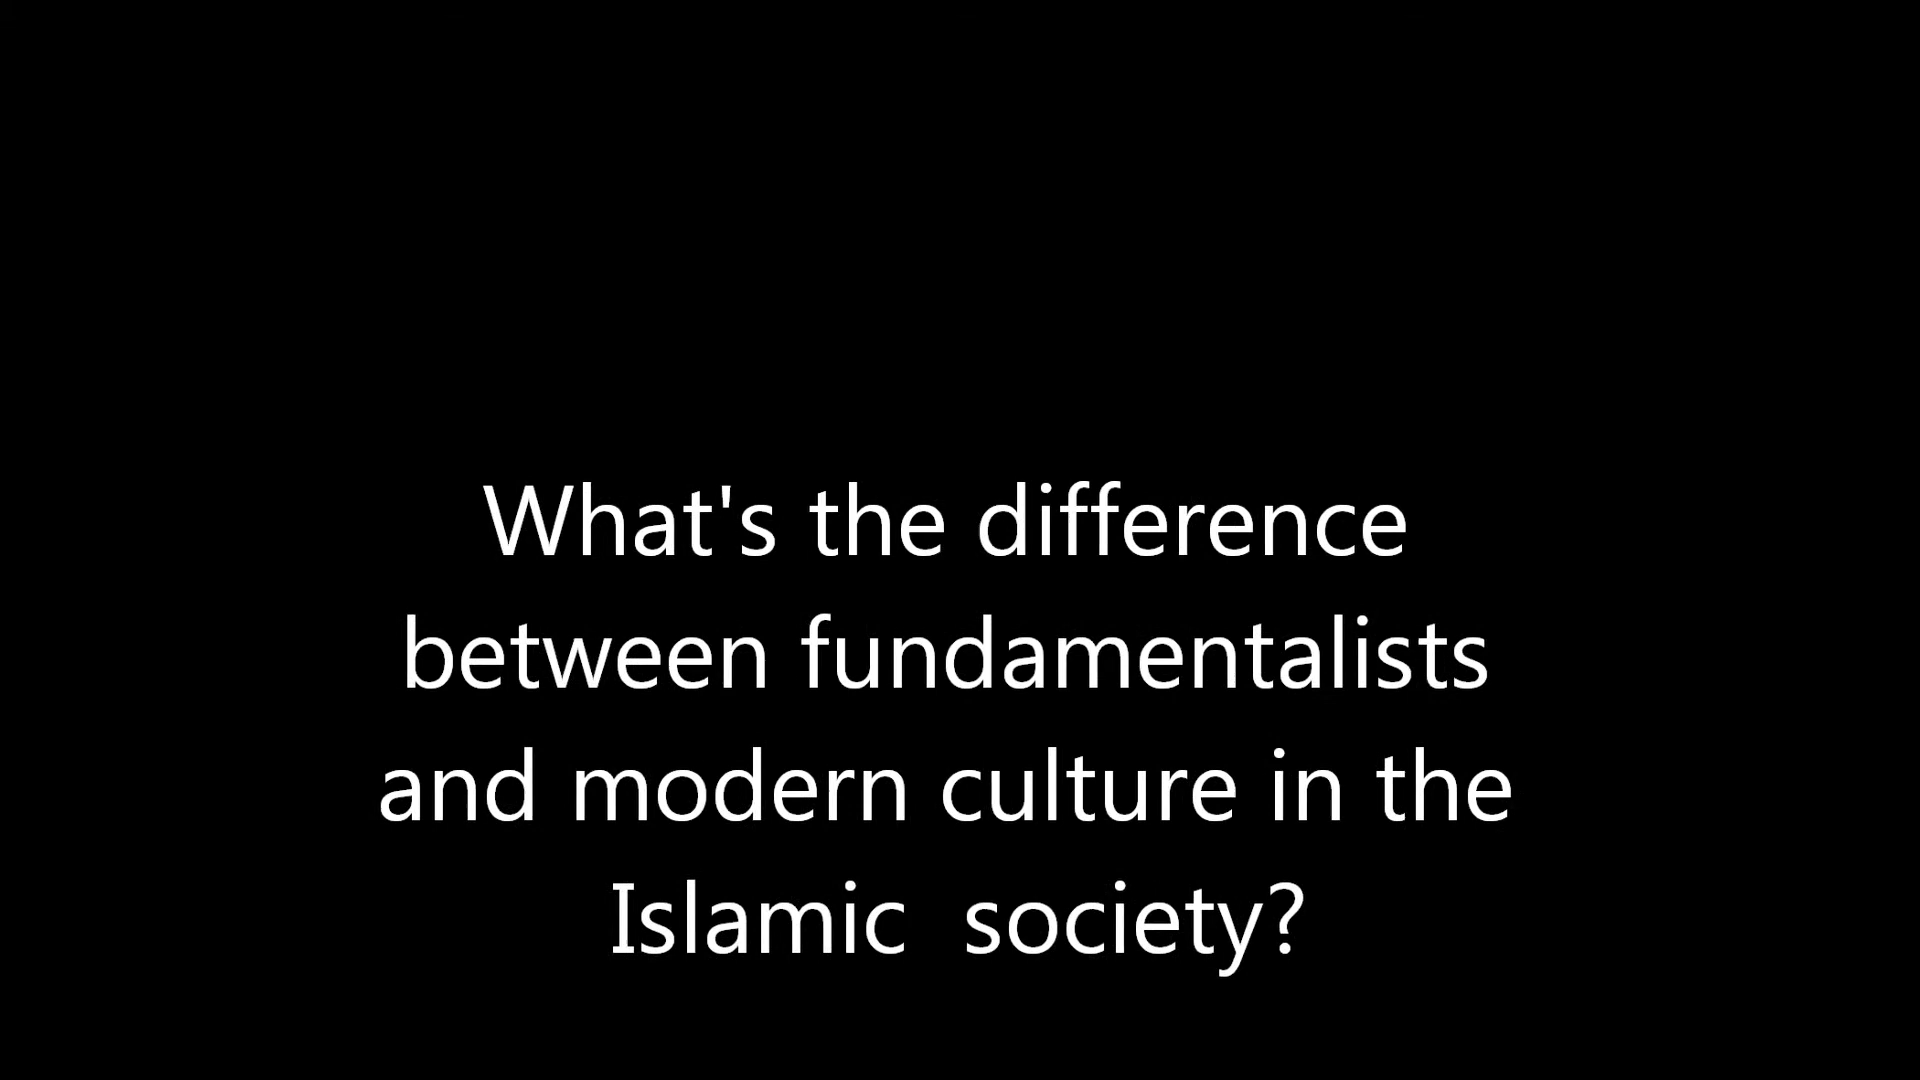 What's the difference
between fundamentalists
and modern culture in the
Islamic  society?